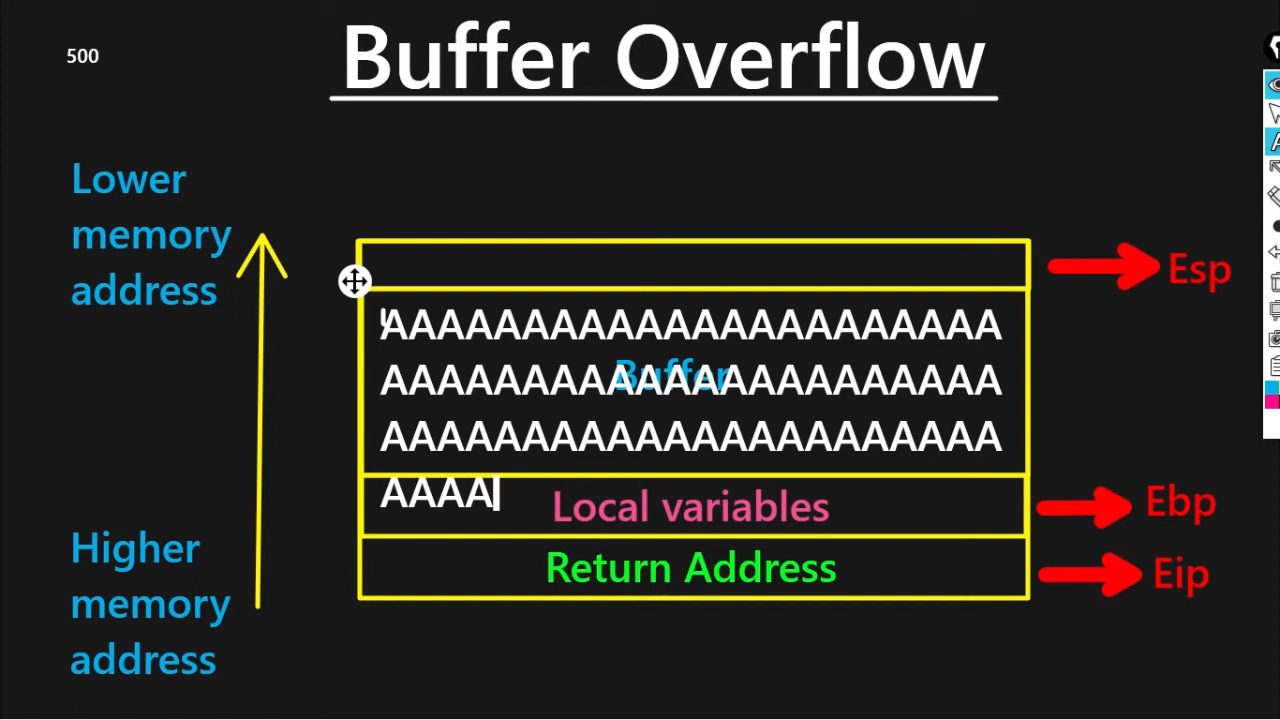 500
Buffer Overflow
Lower
memory
address
Esp
AAAAAAAAAAAAAAAAAAAAAA
Buffer
AAAAAAAAAAAAAAAAAAAAAA
AAAAAAAAAAAAAAAAAAAAAA
AAAA
Local variables
Ebp
Return Address
Eip
Higher
memory
address